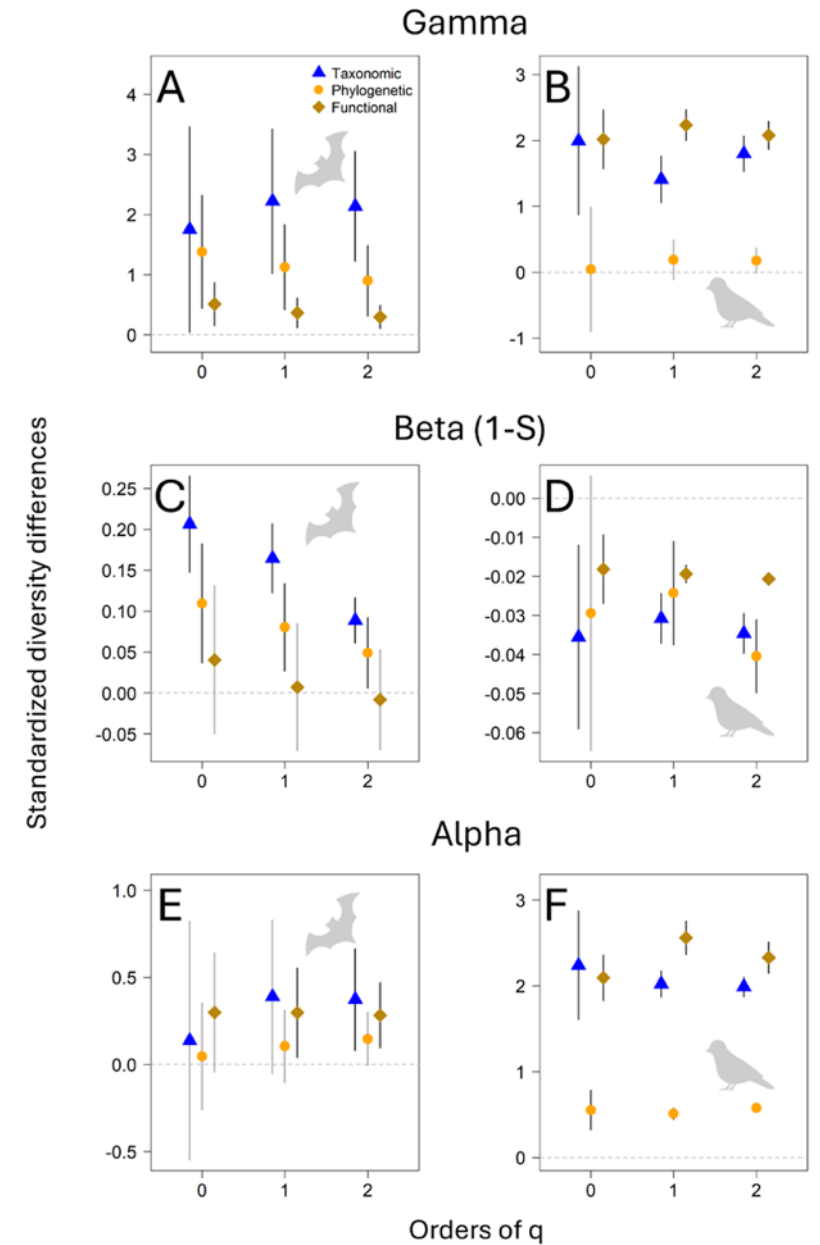 Gamma
A
Taxonomic
Phylogenetic
Functional
4
3
2
1
0
0 1 2
B
3
2
1
0
-1
0 1 2
Standardized diversity differences
Beta (1-S)
C
0.25
0.20
0.15
0.10
0.05
0.00
-0.05
0 1 2
D
0.00
-0.01
-0.02
-0.03
-0.04
-0.05
-0.06
0 1 2
Alpha
E
1.0
0.5
0.0
-0.5
0 1 2
F
3
2
1
0
0 1 2
Orders of q